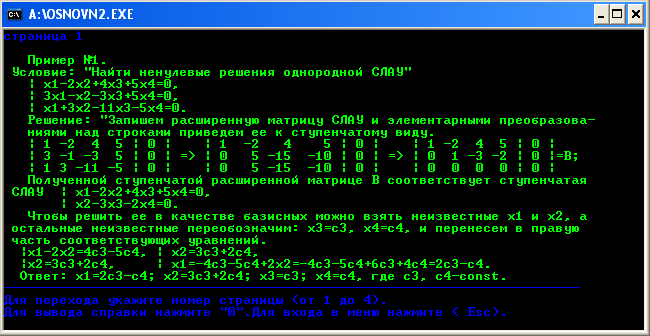 A:\OSNOVN2.EXE
страница 1
Пример №1.
Условие: "Найти ненулевые решения однородной СЛАУ"
| x1-2x2+4x3+5x4=0,
| 3x1-x2-3x3+5x4=0,
| x1+3x2-11x3-5x4=0.
Решение: "Запишем расширенную матрицу СЛАУ и элементарными преобразова-
ниями над строками приведем ее к ступенчатому виду.
| 1 -2 4 5 | 0 | | 1 -2 4 5 | 0 | | 1 -2 4 5 | 0 |
| 3 -1 -3 5 | 0 | => | 0 5 -15 -10 | 0 | => | 0 1 -3 -2 | 0 |=B;
| 1 3 -11 -5 | 0 | | 0 5 -15 -10 | 0 | | 0 0 0 0 | 0 |
Полученной ступенчатой расширенной матрице B соответствует ступенчатая
СЛАУ | x1-2x2+4x3+5x4=0,
| x2-3x3-2x4=0.
Чтобы решить ее в качестве базисных можно взять неизвестные x1 и x2, а
остальные неизвестные переобозначим: x3=c3, x4=c4, и перенесем в правую
часть соответствующих уравнений.
|x1-2x2=-4c3-5c4, | x2=3c3+2c4,
|x2=3c3+2c4, | x1=-4c3-5c4+2x2=-4c3-5c4+6c3+4c4=2c3-c4.
Ответ: x1=2c3-c4; x2=3c3+2c4; x3=c3; x4=c4, где c3, c4-const.
Для перехода укажите номер страницы (от 1 до 4).
Для вывода справки нажмите "0".Для входа в меню нажмите ( Esc).